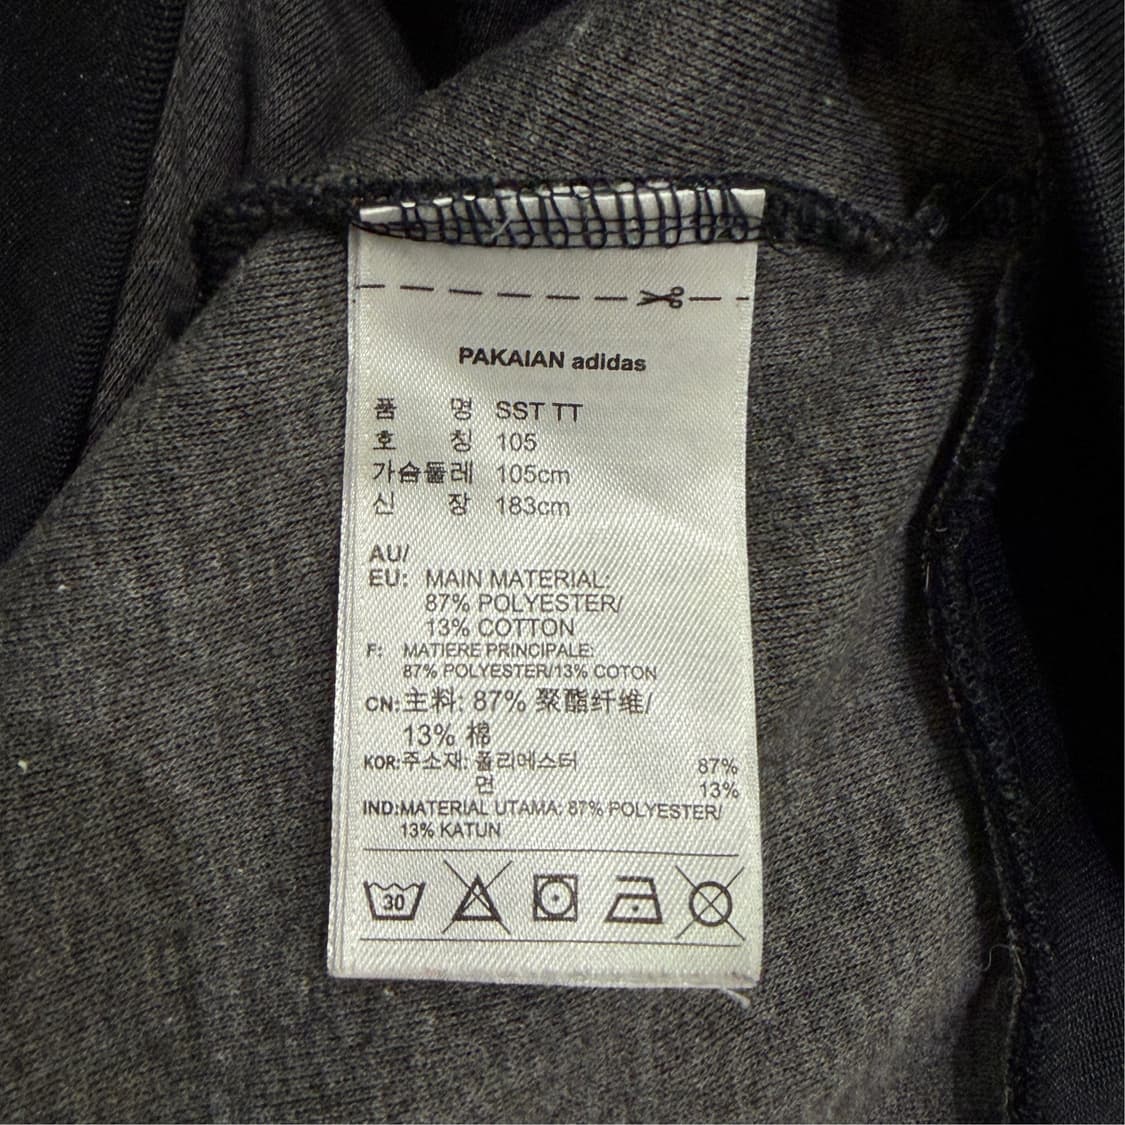 PAKAIAN adidas
품 명 SST TT
호 칭 105
가슴둘레 105cm
신 장 183cm
AU/
EU: MAIN MATERIAL:
87% POLYESTER/
13% COTTON
F: MATIERE PRINCIPALE:
87% POLYESTER/13% COTON
CN:主料: 87% 聚酯纤维/
13% 棉
KOR:주소재: 폴리에스터 87%
면 13%
IND:MATERIAL UTAMA: 87% POLYESTER/
13% KATUN
30